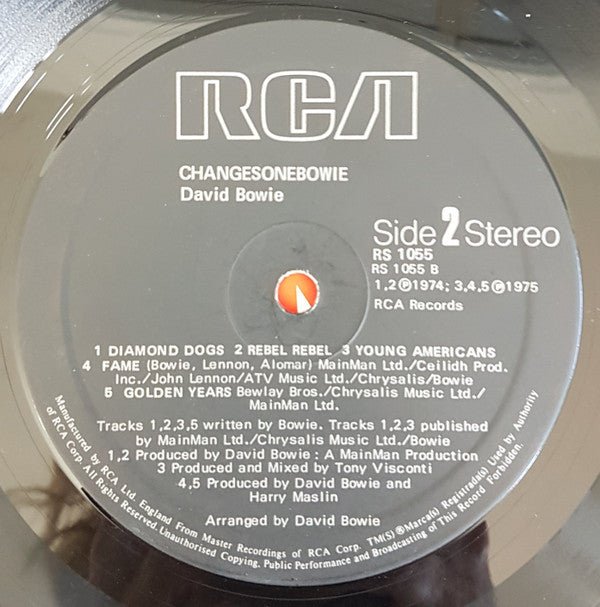 RCA
CHANGESONEBOWIE
David Bowie
Side 2 Stereo
RS 1055
RS 1055 B
1,2 ℗1974; 3,4,5 ℗1975
RCA Records
1 DIAMOND DOGS 2 REBEL REBEL 3 YOUNG AMERICANS
4 FAME (Bowie, Lennon, Alomar) MainMan Ltd./Ceilidh Prod.
Inc./John Lennon/ATV Music Ltd./Chrysalis/Bowie
5 GOLDEN YEARS Bewlay Bros./Chrysalis Music Ltd./
MainMan Ltd.
Tracks 1,2,3,5 written by Bowie. Tracks 1,2,3 published
by MainMan Ltd./Chrysalis Music Ltd./Bowie
1,2 Produced by David Bowie : A MainMan Production
3 Produced and Mixed by Tony Visconti
4,5 Produced by David Bowie and
Harry Maslin
Arranged by David Bowie
Manufactured by RCA Ltd. England From Master Recordings of RCA Corp. TM(S)®Marca(s) Registrada(s) Used by Authority
of RCA Corp. All Rights Reserved. Unauthorised Copying, Public Performance and Broadcasting of This Record Forbidden.